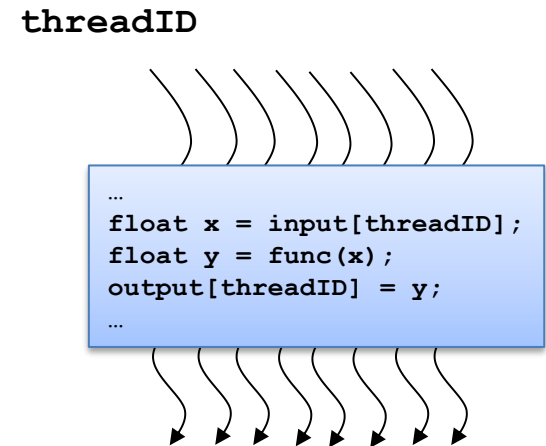 threadID
…
float x = input[threadID];
float y = func(x);
output[threadID] = y;
…